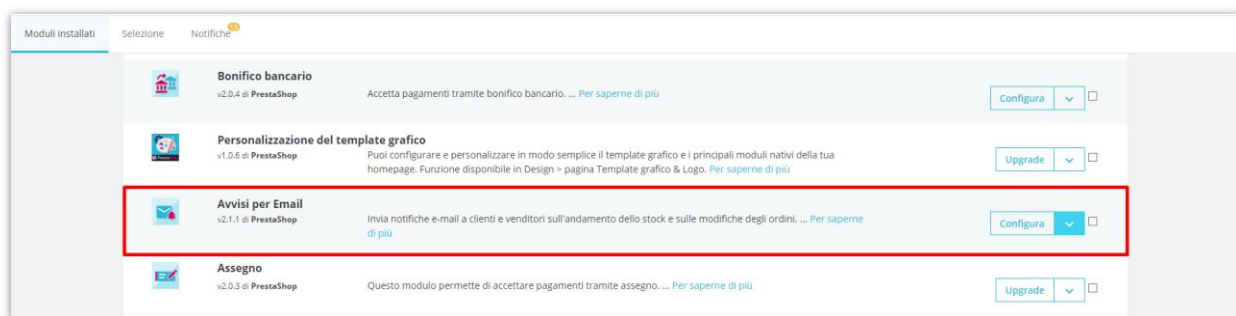 Moduli installati
Selezione
Notifiche
Bonifico bancario
v2.0.4 di PrestaShop
Accetta pagamenti tramite bonifico bancario. ... Per saperne di più
Configura
Personalizzazione del template grafico
v1.0.6 di PrestaShop
Puoi configurare e personalizzare in modo semplice il template grafico e i principali moduli nativi della tua
homepage. Funzione disponibile in Design > pagina Template grafico & Logo. Per saperne di più
Upgrade
Avvisi per Email
v2.1.1 di PrestaShop
Invia notifiche e-mail a clienti e venditori sull'andamento dello stock e sulle modifiche degli ordini. ... Per saperne
di più
Configura
Assegno
v2.0.3 di PrestaShop
Questo modulo permette di accettare pagamenti tramite assegno. ... Per saperne di più
Upgrade